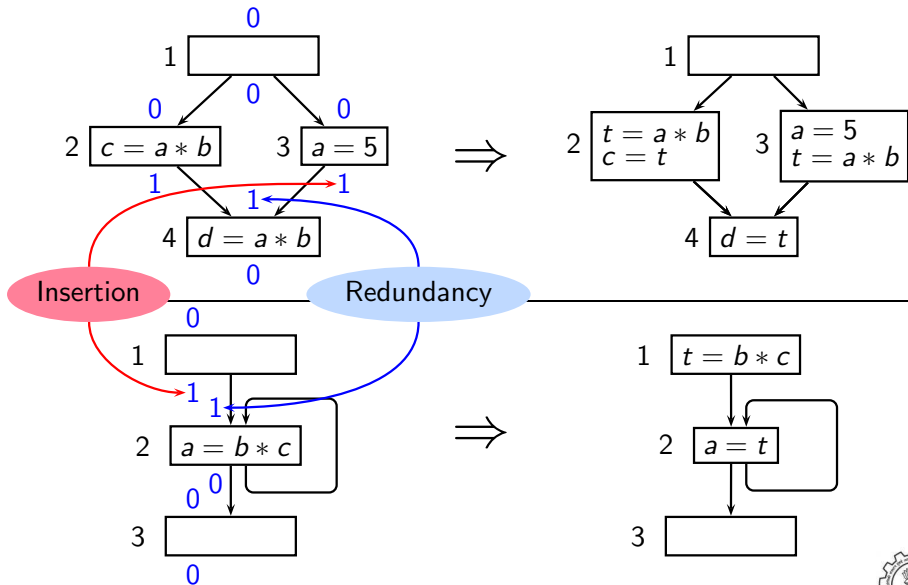 0
1
0
0
0
2 c = a ∗ b
3 a = 5
1
1
1
4 d = a ∗ b
0
⇒
1
2 t = a ∗ b
c = t
3 a = 5
t = a ∗ b
4 d = t
Insertion
Redundancy
0
1
1
1
2 a = b ∗ c
0
0
3
0
⇒
1 t = b ∗ c
2 a = t
3